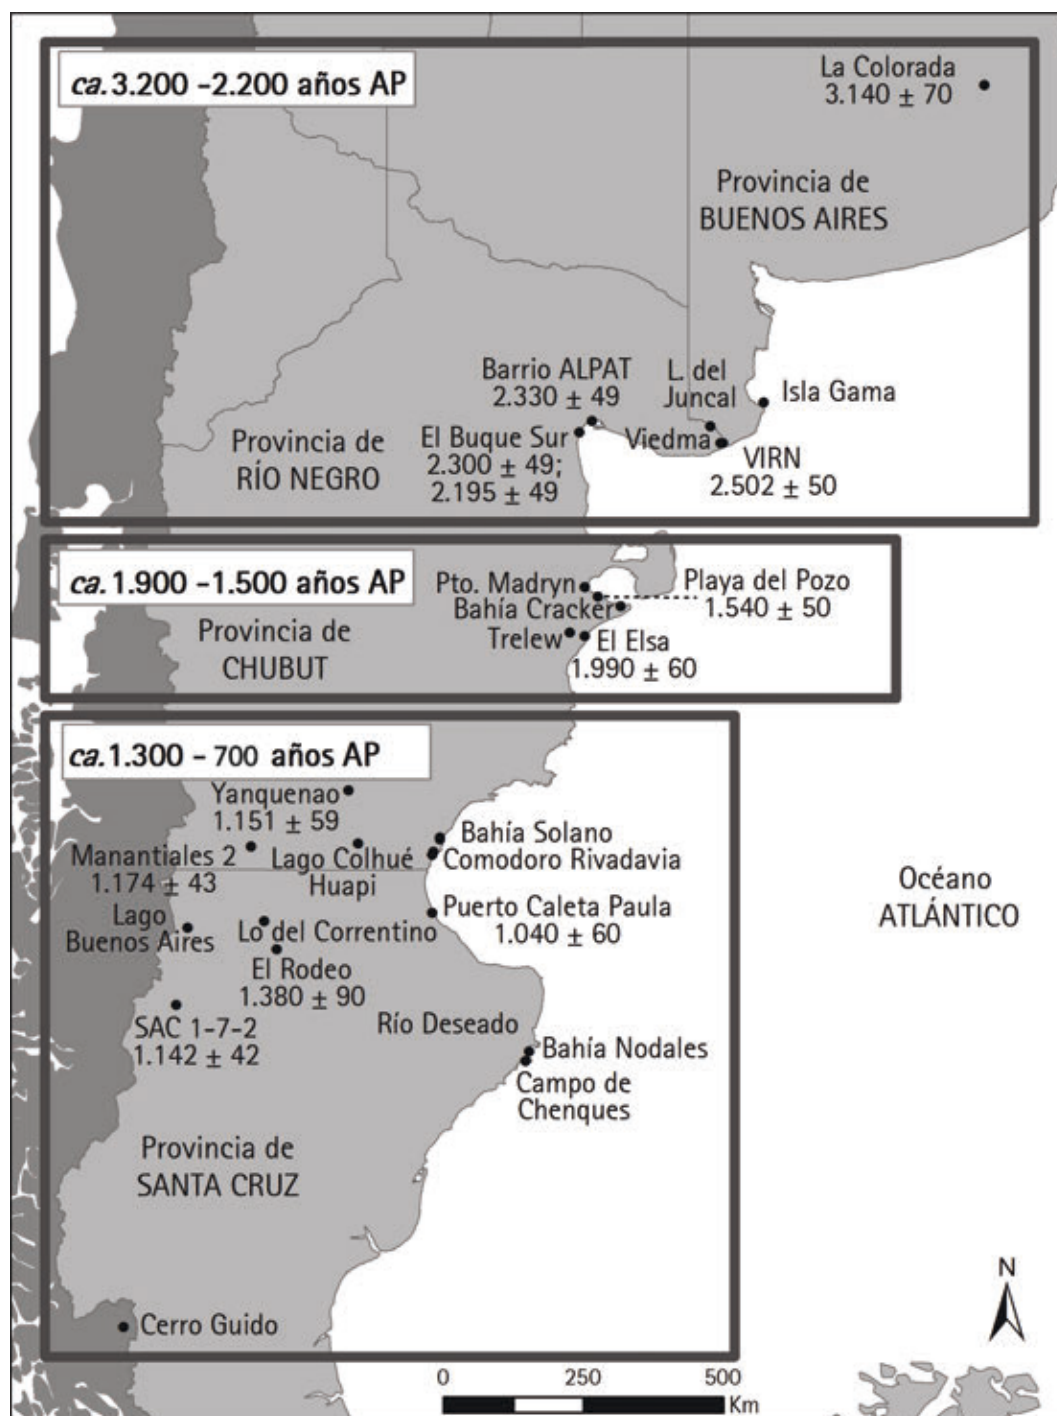 ca. 3.200 -2.200 años AP
La Colorada
3.140 ± 70
Provincia de
BUENOS AIRES
Barrio ALPAT
2.330 ± 49
L. del
Juncal
Isla Gama
El Buque Sur
2.300 ± 49;
2.195 ± 49
Viedma
VIRN
2.502 ± 50
Provincia de
RÍO NEGRO
ca. 1.900 -1.500 años AP
Pto. Madryn
Playa del Pozo
1.540 ± 50
Bahía Cracker
Trelew
El Elsa
1.990 ± 60
Provincia de
CHUBUT
ca. 1.300 - 700 años AP
Yanquenao
1.151 ± 59
Bahía Solano
Comodoro Rivadavia
Manantiales 2
1.174 ± 43
Lago Colhué
Huapi
Océano
ATLÁNTICO
Lago
Buenos Aires
Lo del Correntino
Puerto Caleta Paula
1.040 ± 60
El Rodeo
1.380 ± 90
SAC 1-7-2
1.142 ± 42
Río Deseado
Bahía Nodales
Campo de
Chenques
Provincia de
SANTA CRUZ
N
Cerro Guido
0 250 500
Km